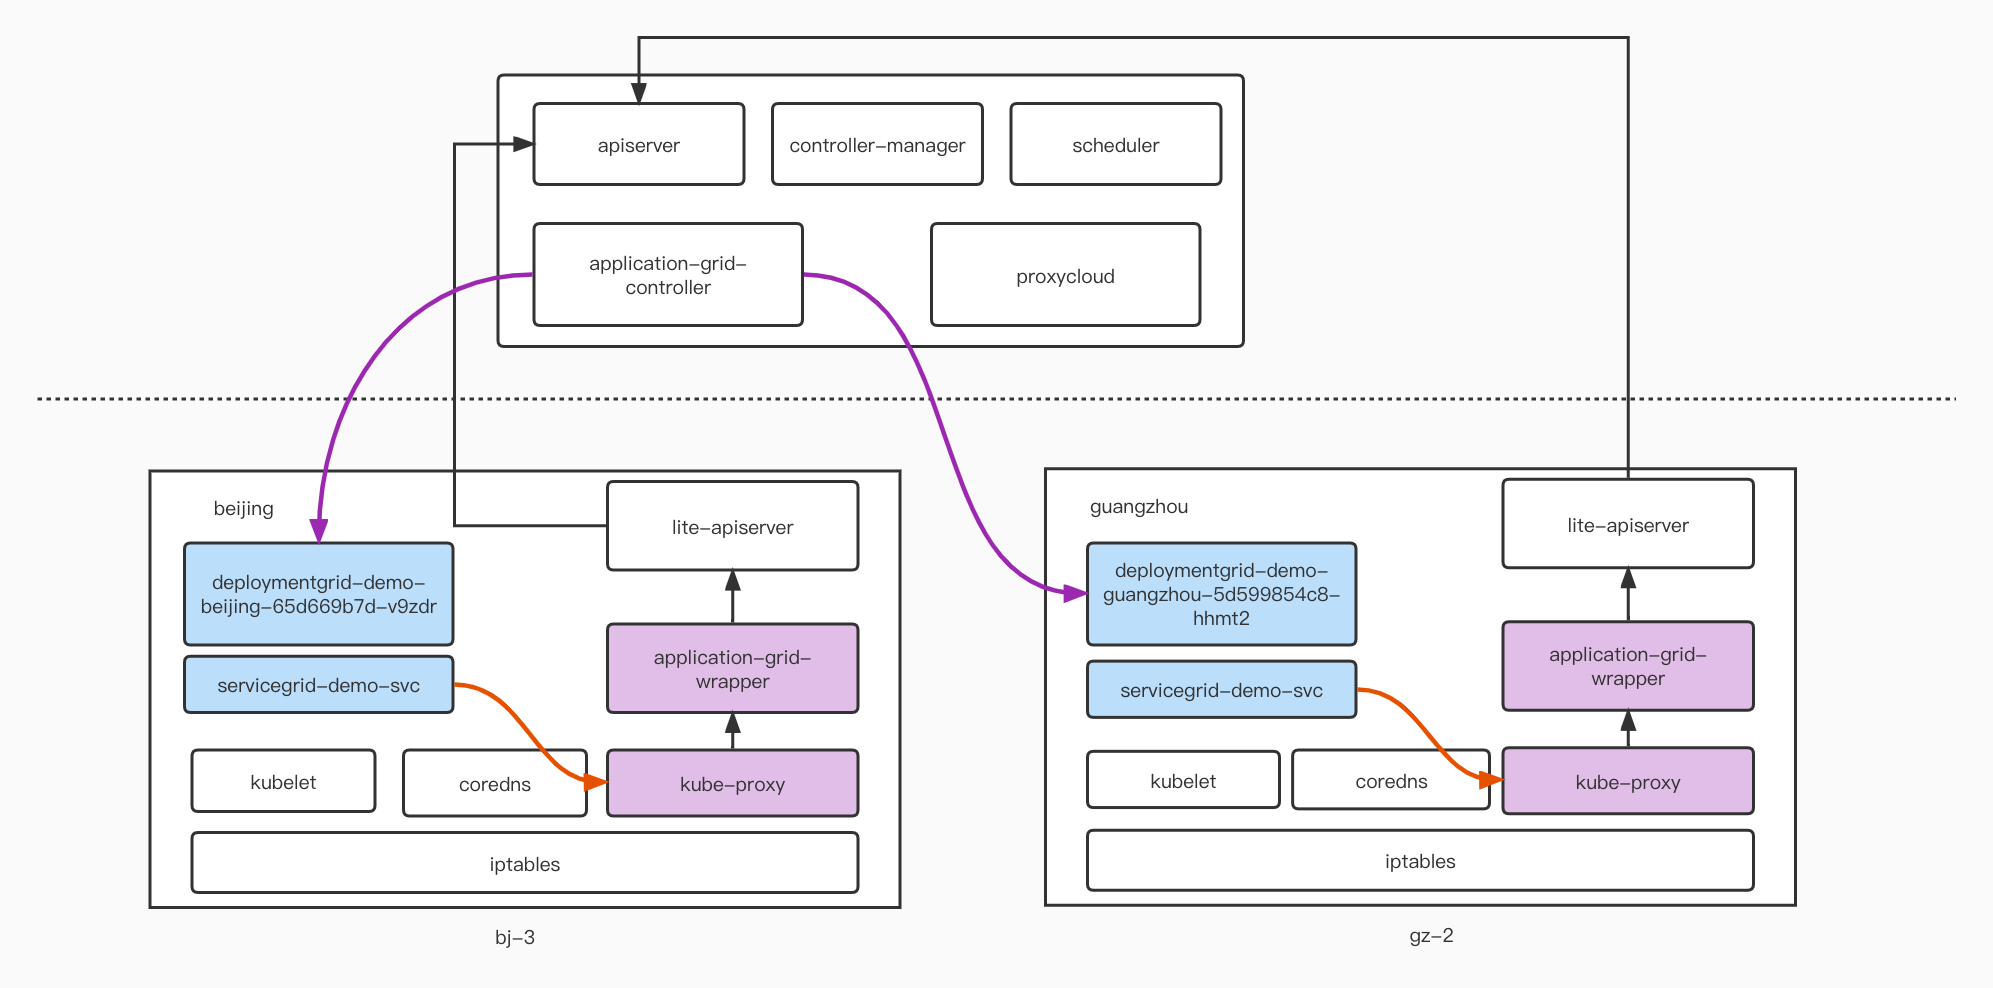 apiserver
controller-manager
scheduler
application-grid-
controller
proxycloud
beijing
lite-apiserver
deploymentgrid-demo-
beijing-65d669b7d-v9zdr
application-grid-
wrapper
servicegrid-demo-svc
kubelet
coredns
kube-proxy
iptables
bj-3
guangzhou
lite-apiserver
deploymentgrid-demo-
guangzhou-5d599854c8-
hhmt2
application-grid-
wrapper
servicegrid-demo-svc
kubelet
coredns
kube-proxy
iptables
gz-2